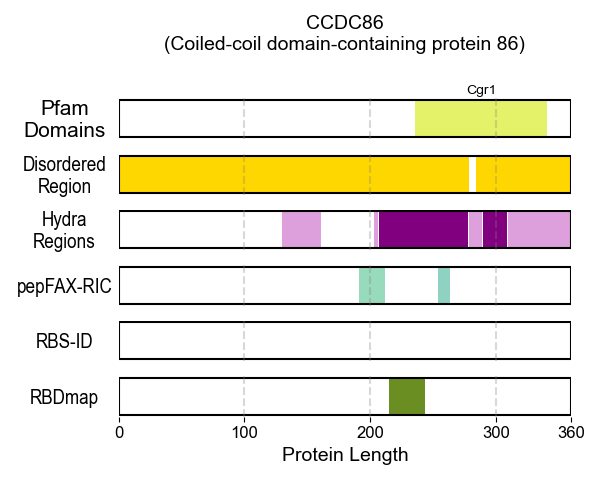 CCDC86
(Coiled-coil domain-containing protein 86)
Cgr1
Pfam
Domains
Disordered
Region
Hydra
Regions
pepFAX-RIC
RBS-ID
RBDmap
0 100 200 300 360
Protein Length